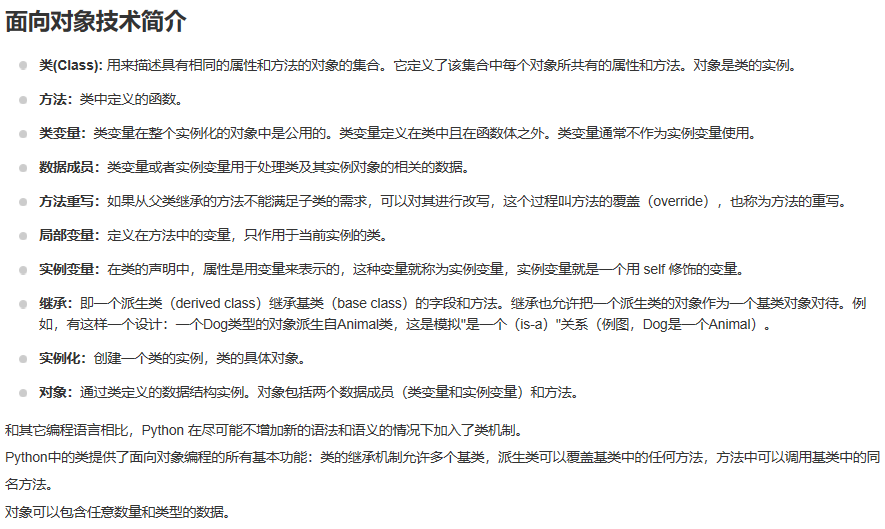 面向对象技术简介
类(Class): 用来描述具有相同的属性和方法的对象的集合。它定义了该集合中每个对象所共有的属性和方法。对象是类的实例。
方法：类中定义的函数。
类变量：类变量在整个实例化的对象中是公用的。类变量定义在类中且在函数体之外。类变量通常不作为实例变量使用。
数据成员：类变量或者实例变量用于处理类及其实例对象的相关的数据。
方法重写：如果从父类继承的方法不能满足子类的需求，可以对其进行改写，这个过程叫方法的覆盖（override），也称为方法的重写。
局部变量：定义在方法中的变量，只作用于当前实例的类。
实例变量：在类的声明中，属性是用变量来表示的，这种变量就称为实例变量，实例变量就是一个用 self 修饰的变量。
继承：即一个派生类（derived class）继承基类（base class）的字段和方法。继承也允许把一个派生类的对象作为一个基类对象对待。例
如，有这样一个设计：一个Dog类型的对象派生自Animal类，这是模拟"是一个（is-a）"关系（例图，Dog是一个Animal）。
实例化：创建一个类的实例，类的具体对象。
对象：通过类定义的数据结构实例。对象包括两个数据成员（类变量和实例变量）和方法。
和其它编程语言相比，Python 在尽可能不增加新的语法和语义的情况下加入了类机制。
Python中的类提供了面向对象编程的所有基本功能：类的继承机制允许多个基类，派生类可以覆盖基类中的任何方法，方法中可以调用基类中的同
名方法。
对象可以包含任意数量和类型的数据。